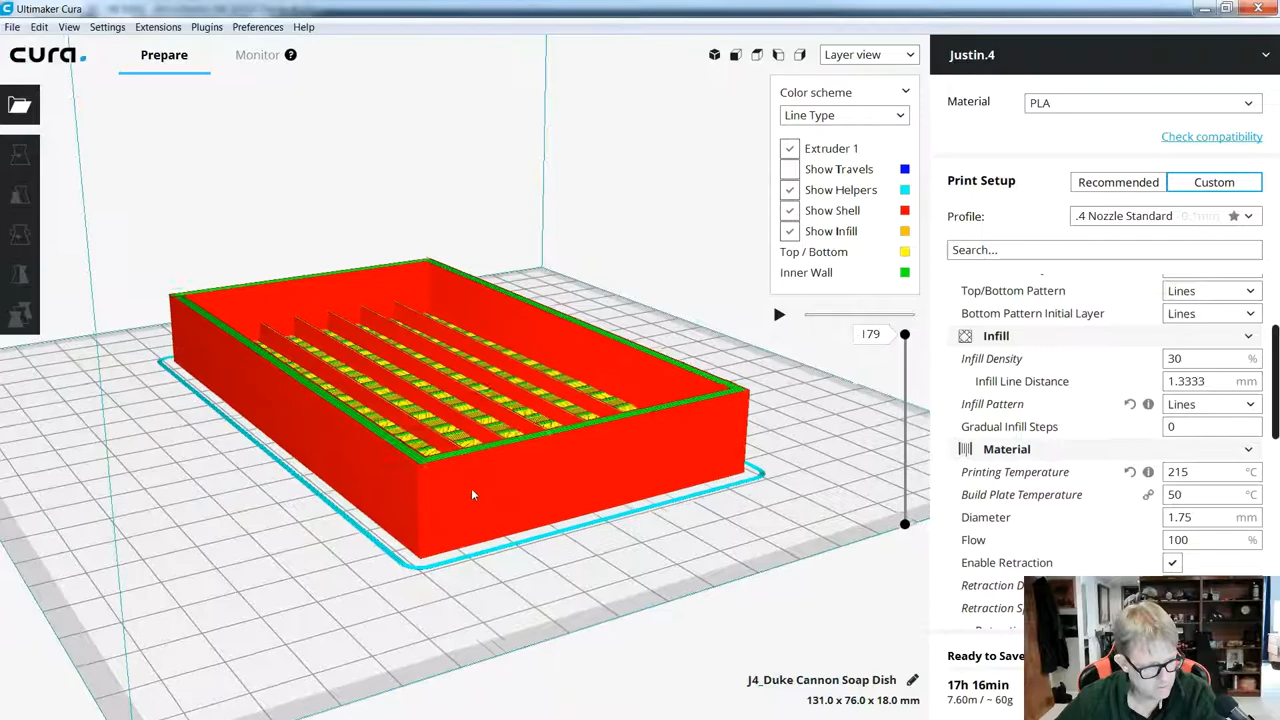 Ultimaker Cura
File Edit View Settings Extensions Plugins Preferences Help
cura. Prepare Monitor ?
Layer view
Justin.4
Color scheme
Line Type
Extruder 1
Show Travels
Show Helpers
Show Shell
Show Infill
Top / Bottom
Inner Wall
179
Material PLA
Check compatibility
Print Setup Recommended Custom
Profile: .4 Nozzle Standard - 0.1mm
Search...
Top/Bottom Pattern Lines
Bottom Pattern Initial Layer Lines
Infill
Infill Density 30 %
Infill Line Distance 1.3333 mm
Infill Pattern Lines
Gradual Infill Steps 0
Material
Printing Temperature 215 °C
Build Plate Temperature 50 °C
Diameter 1.75 mm
Flow 100 %
Enable Retraction
Retraction D
Retraction S
Ready to Save
17h 16min
7.60m / ~ 60g
J4_Duke Cannon Soap Dish
131.0 x 76.0 x 18.0 mm